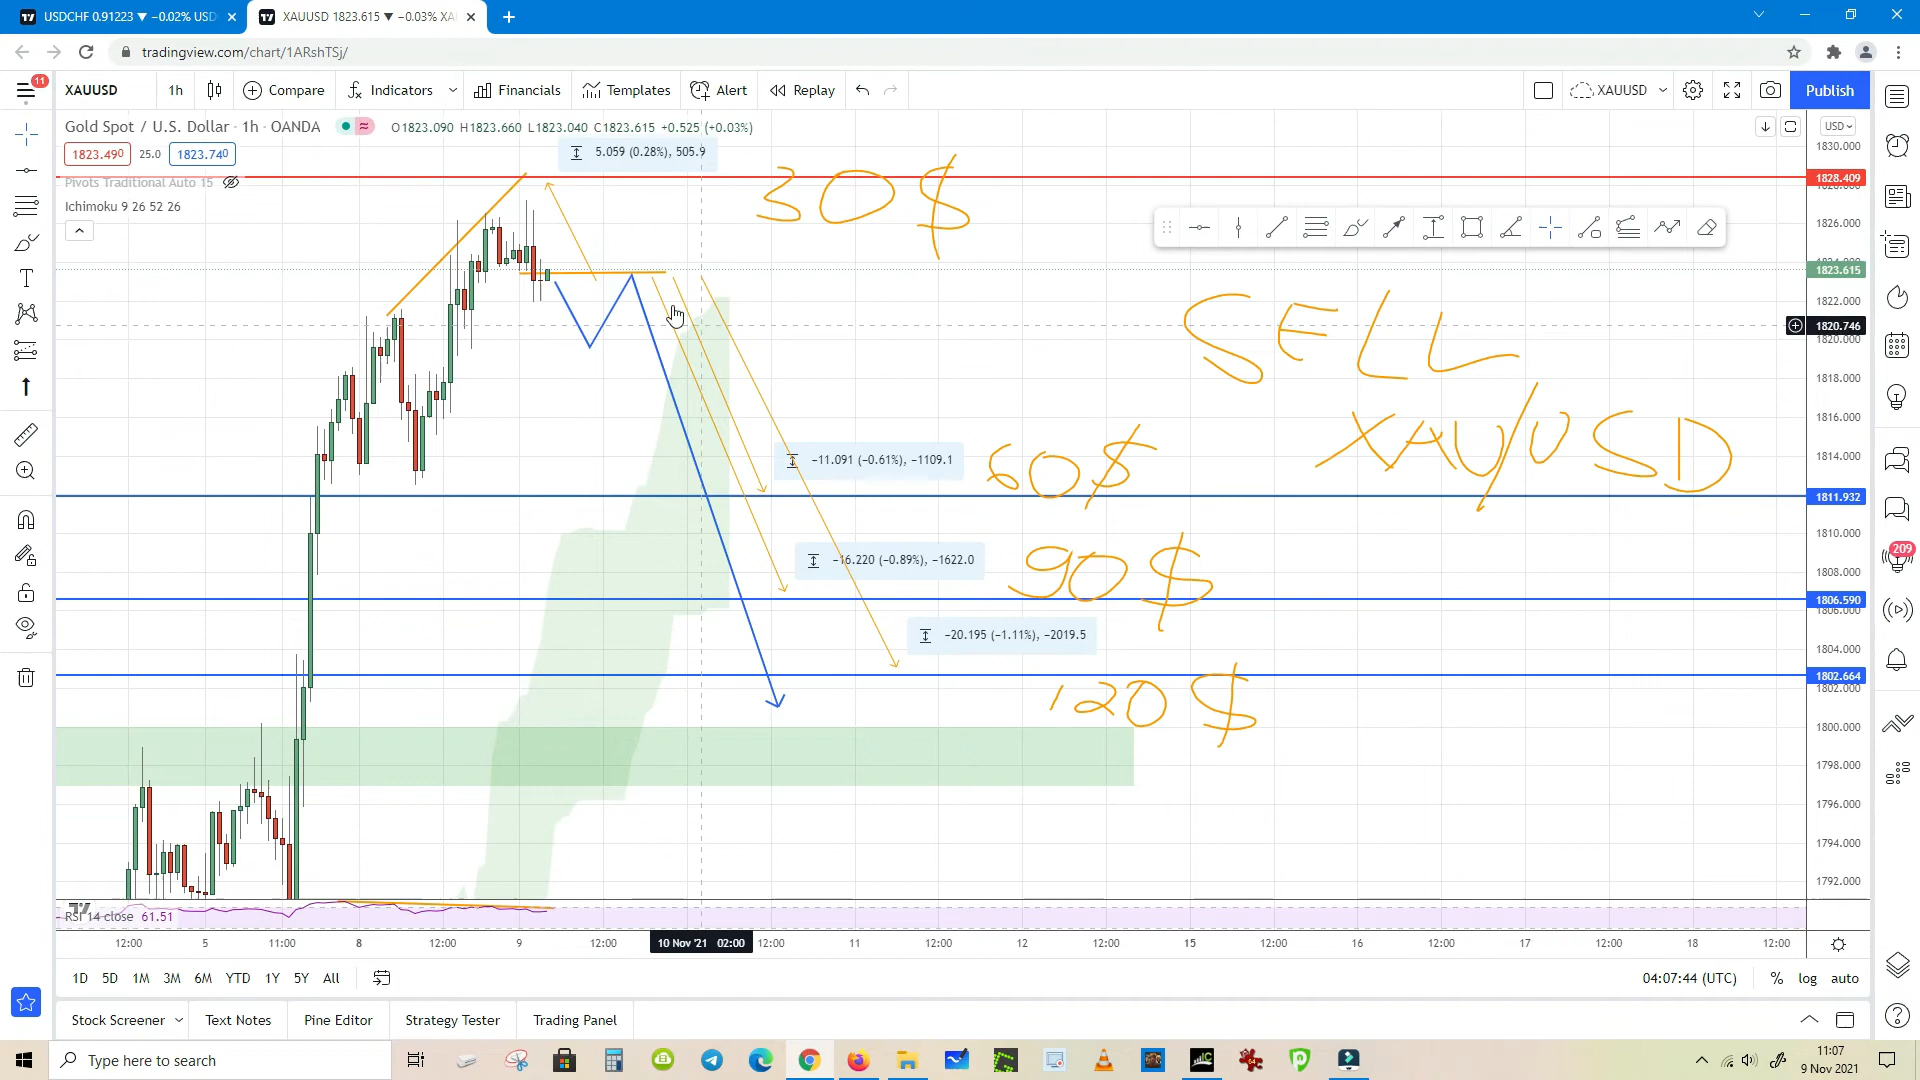 USDCHF 0.91223 ▼ −0.02% USD
XAUUSD 1823.615 ▼ −0.03% XA
tradingview.com/chart/1ARshTSj/
11
XAUUSD 1h Compare Indicators Financials Templates Alert Replay XAUUSD Publish
Gold Spot / U.S. Dollar · 1h · OANDA O1823.090 H1823.660 L1823.040 C1823.615 +0.525 (+0.03%)
USD
1823.490 25.0 1823.740
5.059 (0.28%), 505.9
Pivots Traditional Auto 15
Ichimoku 9 26 52 26
30$
SELL
XAU/USD
−11.091 (−0.61%), −1109.1
60$
−16.220 (−0.89%), −1622.0
90$
−20.195 (−1.11%), −2019.5
120$
1830.000
1828.409
1826.000
1823.615
1822.000
1820.746
1820.000
1818.000
1816.000
1814.000
1811.932
1810.000
1808.000
1806.590
1806.000
1804.000
1802.664
1802.000
1800.000
1798.000
1796.000
1794.000
1792.000
209
RSI 14 close 61.51
12:00 5 11:00 8 12:00 9 12:00 10 Nov '21 02:00 12:00 11 12:00 12 12:00 15 12:00 16 12:00 17 12:00 18 12:00
1D 5D 1M 3M 6M YTD 1Y 5Y All 04:07:44 (UTC) % log auto
Stock Screener Text Notes Pine Editor Strategy Tester Trading Panel
Type here to search
11:07
9 Nov 2021